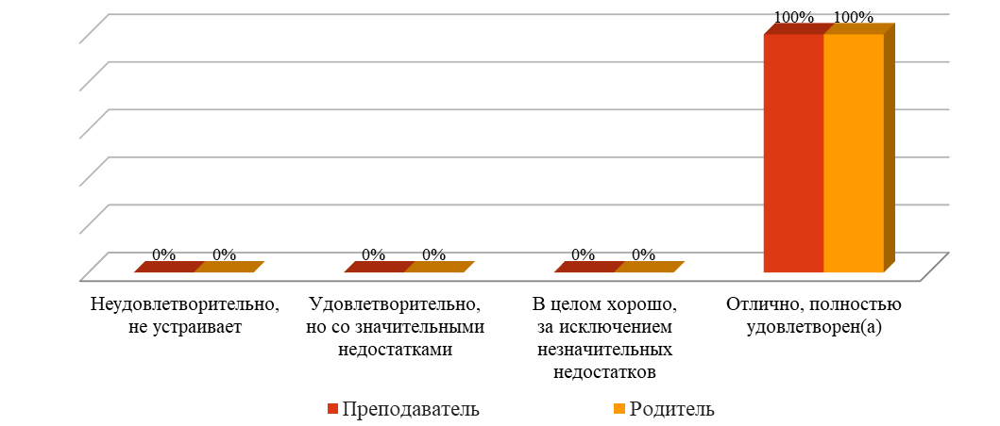 100% 100%
0% 0% 0% 0% 0% 0%
Неудовлетворительно,
не устраивает
Удовлетворительно,
но со значительными
недостатками
В целом хорошо,
за исключением
незначительных
недостатков
Отлично, полностью
удовлетворен(а)
Преподаватель
Родитель